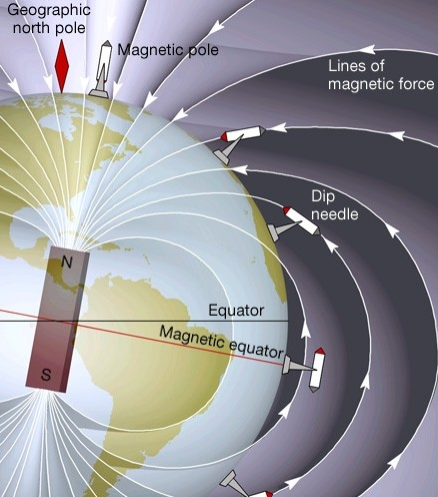 Geographic
north pole
Magnetic pole
Lines of
magnetic force
Dip
needle
N
Equator
Magnetic equator
S